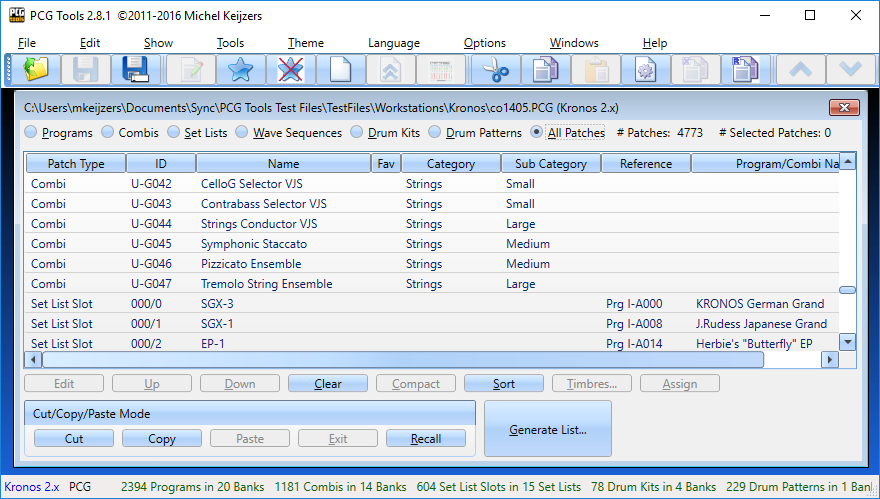 PCG Tools 2.8.1 ©2011-2016 Michel Keijzers
File Edit Show Tools Theme Language Options Windows Help
C:\Users\mkeijzers\Documents\Sync\PCG Tools Test Files\TestFiles\Workstations\Kronos\co1405.PCG (Kronos 2.x)
Programs Combis Set Lists Wave Sequences Drum Kits Drum Patterns All Patches # Patches: 4773 # Selected Patches: 0
Patch Type ID Name Fav Category Sub Category Reference Program/Combi Na
Combi U-G042 CelloG Selector VJS Strings Small
Combi U-G043 Contrabass Selector VJS Strings Small
Combi U-G044 Strings Conductor VJS Strings Large
Combi U-G045 Symphonic Staccato Strings Medium
Combi U-G046 Pizzicato Ensemble Strings Medium
Combi U-G047 Tremolo String Ensemble Strings Large
Set List Slot 000/0 SGX-3 Prg I-A000 KRONOS German Grand
Set List Slot 000/1 SGX-1 Prg I-A008 J.Rudess Japanese Grand
Set List Slot 000/2 EP-1 Prg I-A014 Herbie's "Butterfly" EP
Edit Up Down Clear Compact Sort Timbres... Assign
Cut/Copy/Paste Mode
Cut Copy Paste Exit Recall
Generate List...
Kronos 2.x PCG 2394 Programs in 20 Banks 1181 Combis in 14 Banks 604 Set List Slots in 15 Set Lists 78 Drum Kits in 4 Banks 229 Drum Patterns in 1 Bank